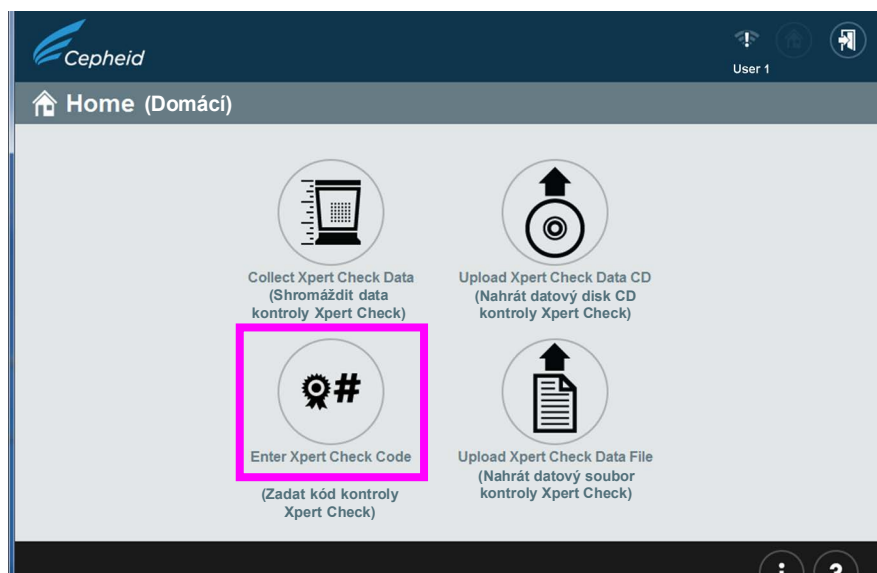 Cepheid
User 1
Home (Domácí)
Collect Xpert Check Data
(Shromáždit data
kontroly Xpert Check)
Upload Xpert Check Data CD
(Nahrát datový disk CD
kontroly Xpert Check)
#
Enter Xpert Check Code
(Zadat kód kontroly
Xpert Check)
Upload Xpert Check Data File
(Nahrát datový soubor
kontroly Xpert Check)
i ?